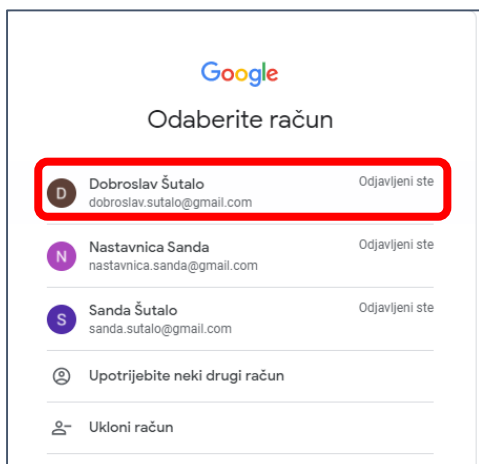 Google
Odaberite račun
D
Dobroslav Šutalo
Odjavljeni ste
dobroslav.sutalo@gmail.com
N
Nastavnica Sanda
Odjavljeni ste
nastavnica.sanda@gmail.com
S
Sanda Šutalo
Odjavljeni ste
sanda.sutalo@gmail.com
Upotrijebite neki drugi račun
Ukloni račun